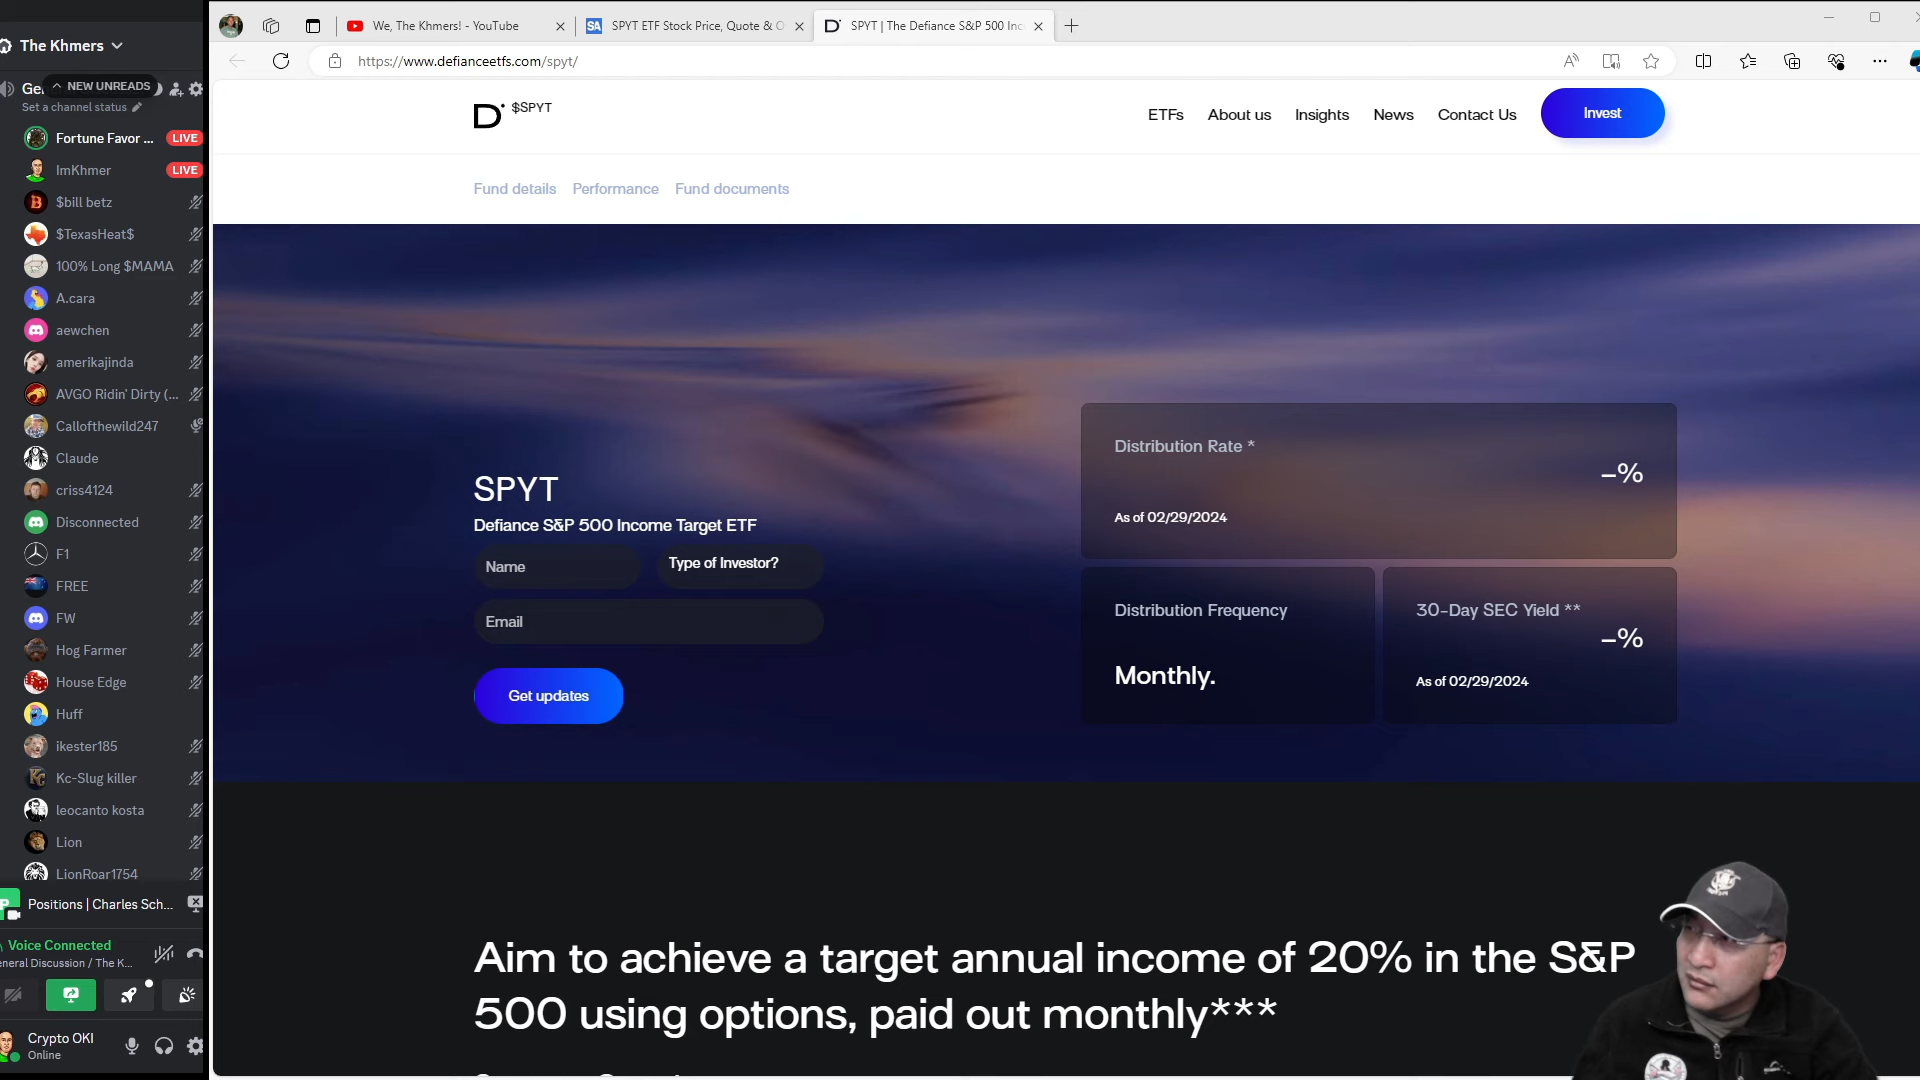 The Khmers
NEW UNREADS
Set a channel status
Fortune Favor ... LIVE
ImKhmer LIVE
$bill betz
$TexasHeat$
100% Long $MAMA
A.cara
aewchen
amerikajinda
AVGO Ridin' Dirty (...
Callofthewild247
Claude
criss4124
Disconnected
F1
FREE
FW
Hog Farmer
House Edge
Huff
ikester185
Kc-Slug killer
leocanto kosta
Lion
LionRoar1754
Positions | Charles Sch...
Voice Connected
eneral Discussion / The K...
Crypto OKI
Online
We, The Khmers! - YouTube
SA SPYT ETF Stock Price, Quote & O
SPYT | The Defiance S&P 500 Inc
https://www.defianceetfs.com/spyt/
D $SPYT
ETFs About us Insights News Contact Us Invest
Fund details Performance Fund documents
SPYT
Defiance S&P 500 Income Target ETF
Name Type of Investor?
Email
Get updates
Distribution Rate *
–%
As of 02/29/2024
Distribution Frequency
Monthly.
30-Day SEC Yield **
–%
As of 02/29/2024
Aim to achieve a target annual income of 20% in the S&P
500 using options, paid out monthly***